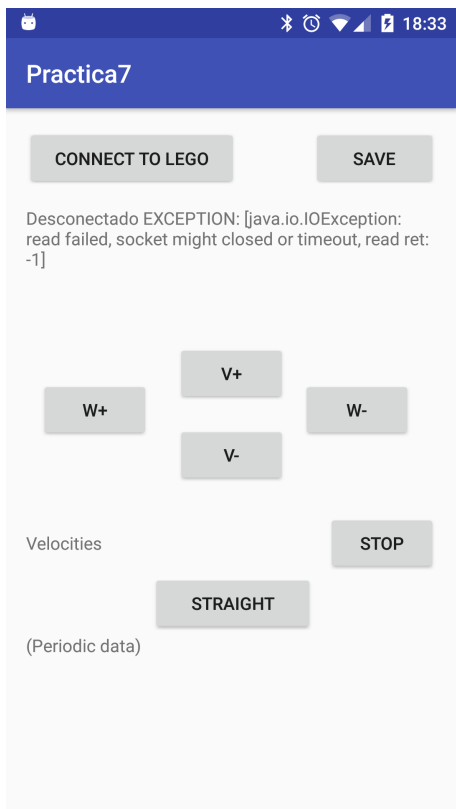 18:33
Practica7
CONNECT TO LEGO
SAVE
Desconectado EXCEPTION: [java.io.IOException:
read failed, socket might closed or timeout, read ret:
-1]
V+
W+
W-
V-
Velocities
STOP
STRAIGHT
(Periodic data)